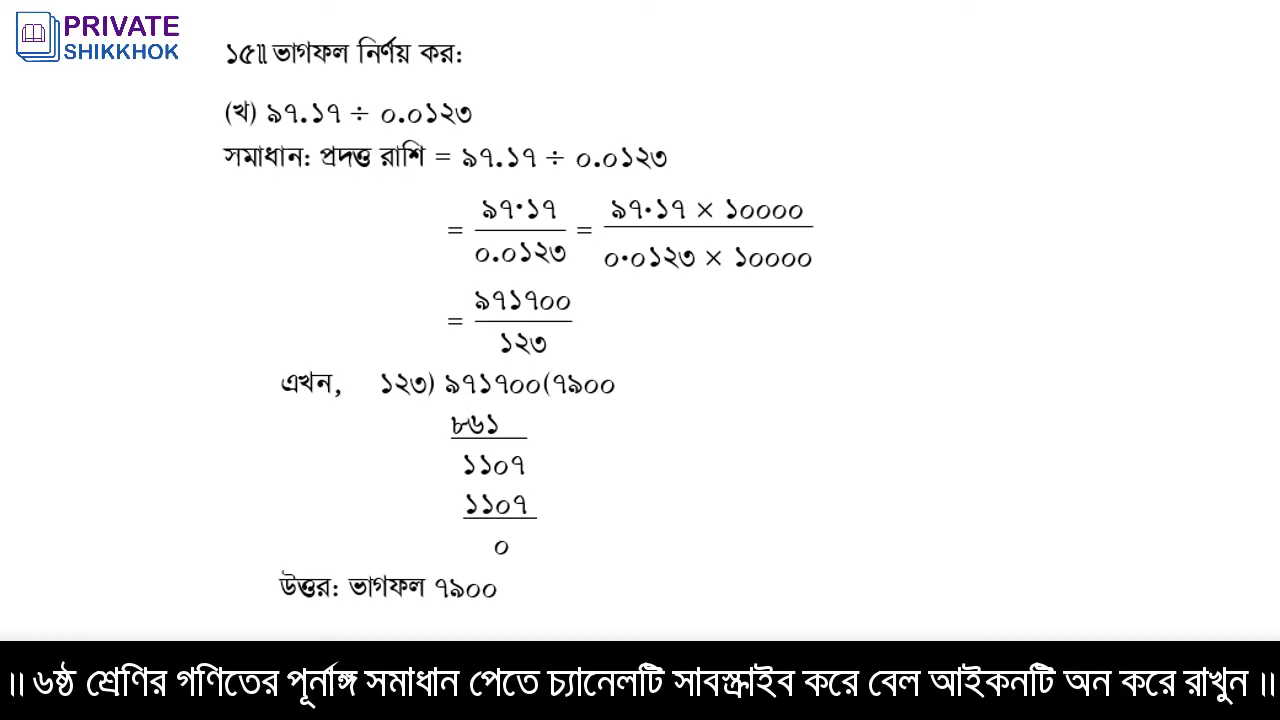 PRIVATE
SHIKKHOK
১৫॥ ভাগফল নির্ণয় কর:
(খ) ৯৭.১৭ ÷ ০.০১২৩
সমাধান: প্রদত্ত রাশি = ৯৭.১৭ ÷ ০.০১২৩
= ৯৭·১৭ / ০.০১২৩ = ৯৭·১৭ × ১০০০০ / ০·০১২৩ × ১০০০০
= ৯৭১৭০০ / ১২৩
এখন, ১২৩) ৯৭১৭০০(৭৯০০
৮৬১
১১০৭
১১০৭
০
উত্তর: ভাগফল ৭৯০০
॥ ৬ষ্ঠ শ্রেণির গণিতের পূর্নাঙ্গ সমাধান পেতে চ্যানেলটি সাবস্ক্রাইব করে বেল আইকনটি অন করে রাখুন ॥